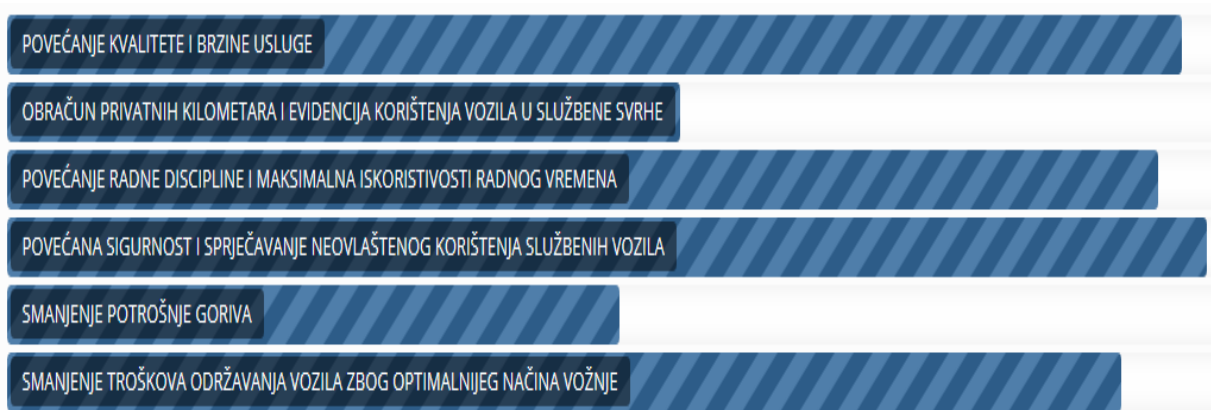 POVEĆANJE KVALITETE I BRZINE USLUGE
OBRAČUN PRIVATNIH KILOMETARA I EVIDENCIJA KORIŠTENJA VOZILA U SLUŽBENE SVRHE
POVEĆANJE RADNE DISCIPLINE I MAKSIMALNA ISKORISTIVOSTI RADNOG VREMENA
POVEĆANA SIGURNOST I SPRJEČAVANJE NEOVLAŠTENOG KORIŠTENJA SLUŽBENIH VOZILA
SMANJENJE POTROŠNJE GORIVA
SMANJENJE TROŠKOVA ODRŽAVANJA VOZILA ZBOG OPTIMALNIJEG NAČINA VOŽNJE